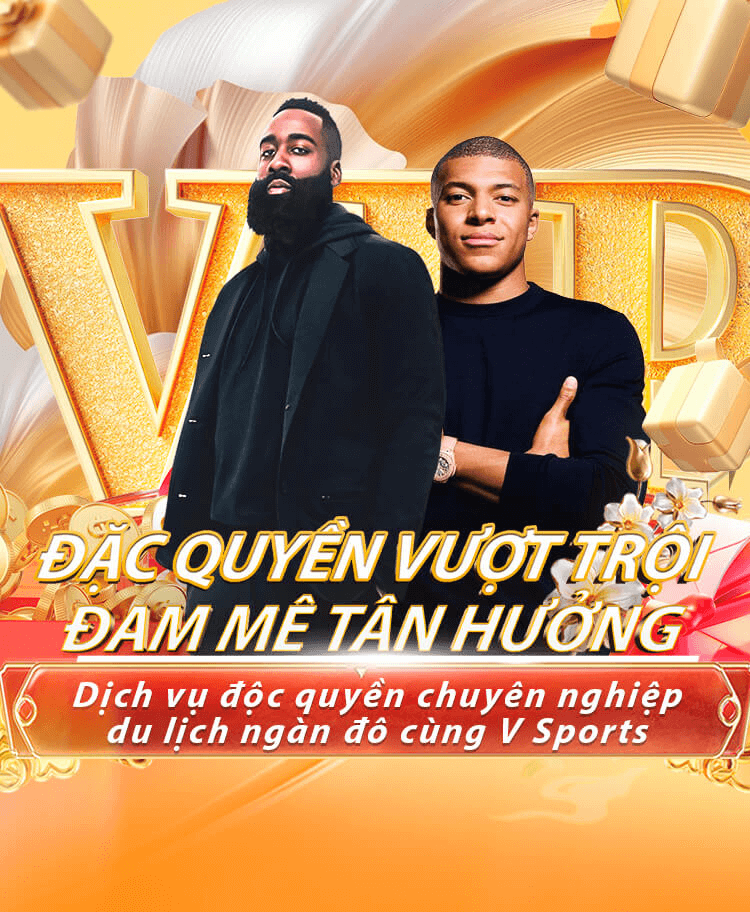 VIP
ĐẶC QUYỀN VƯỢT TRỘI
ĐAM MÊ TẬN HƯỞNG
Dịch vụ độc quyền chuyên nghiệp
du lịch ngàn đô cùng V Sports